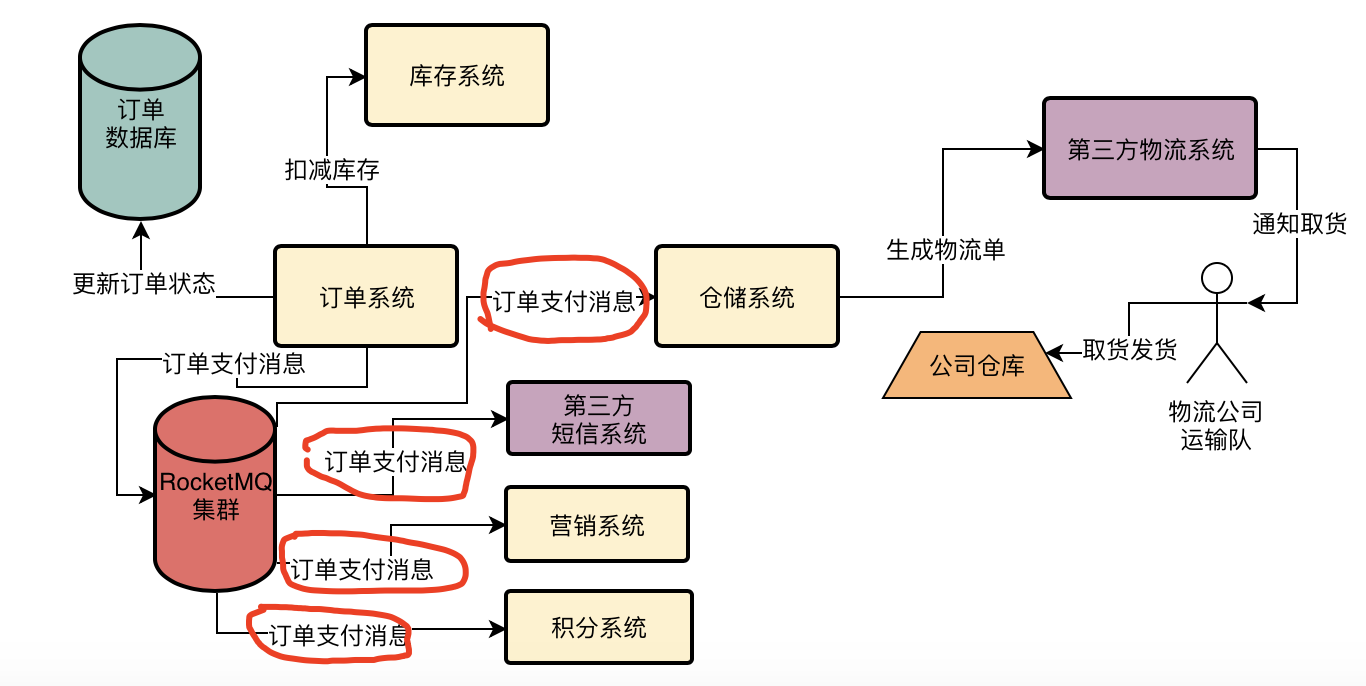 库存系统
订单
数据库
第三方物流系统
扣减库存
通知取货
生成物流单
更新订单状态
订单系统
订单支付消息
仓储系统
订单支付消息
公司仓库
取货发货
第三方
短信系统
物流公司
运输队
订单支付消息
RocketMQ
集群
营销系统
订单支付消息
订单支付消息
积分系统